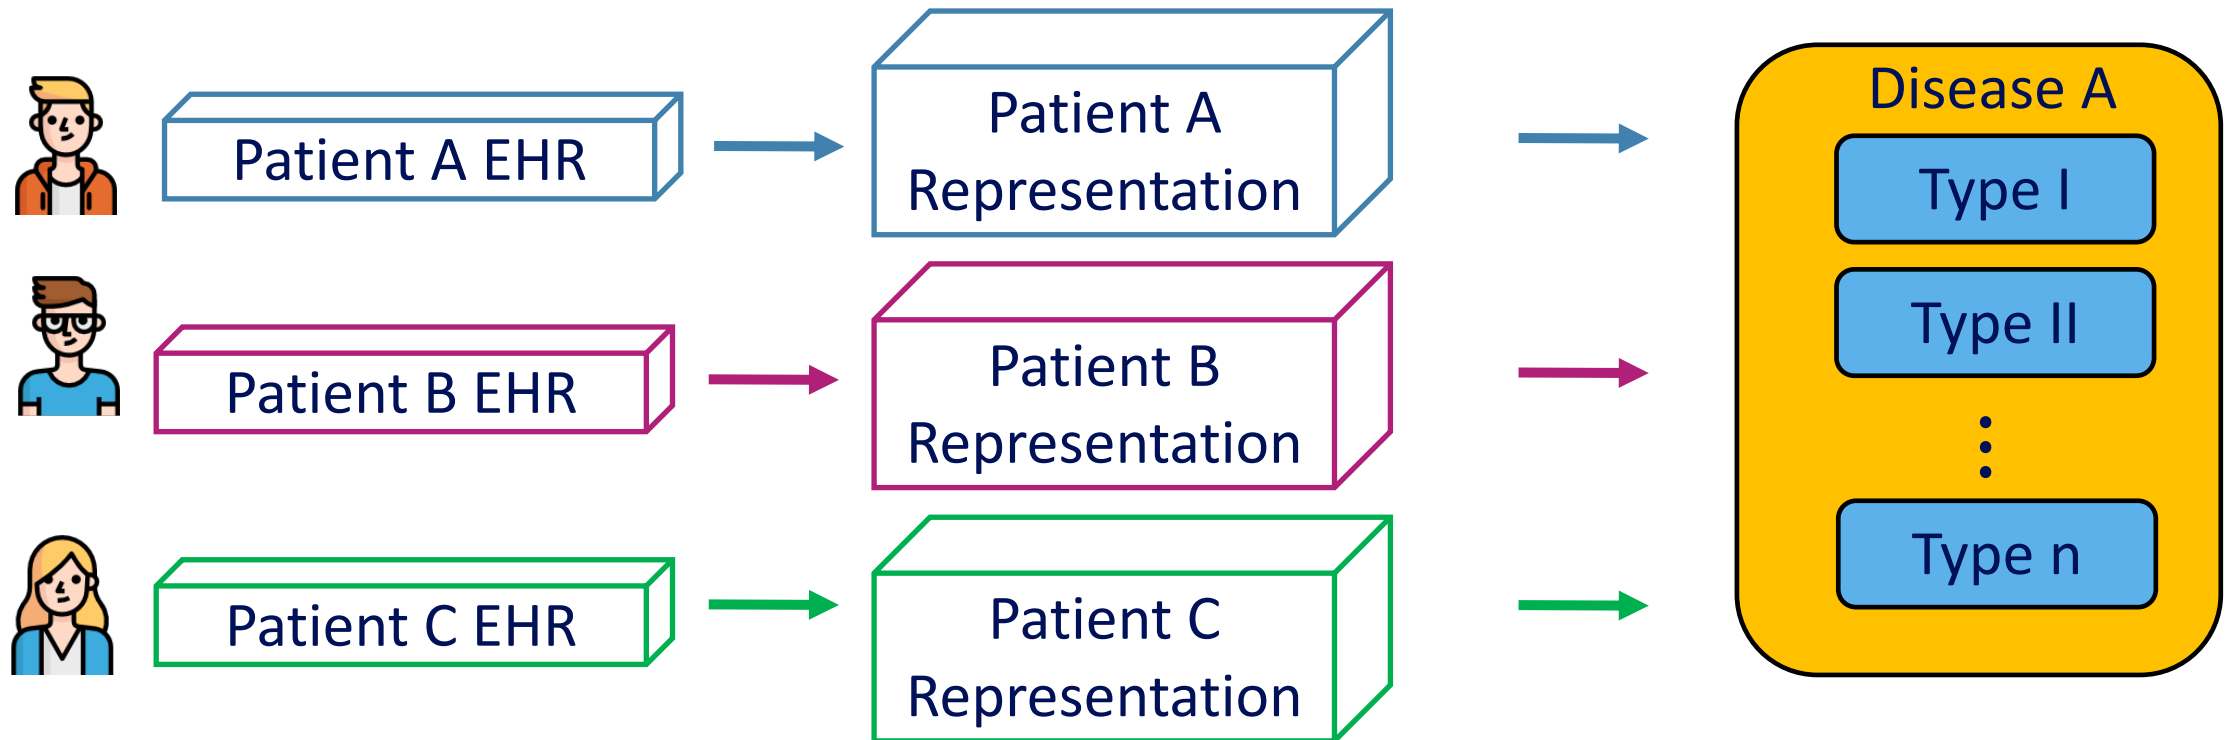 Patient A EHR
Patient A
Representation
Patient B EHR
Patient B
Representation
Patient C EHR
Patient C
Representation
Disease A
Type I
Type II
Type n